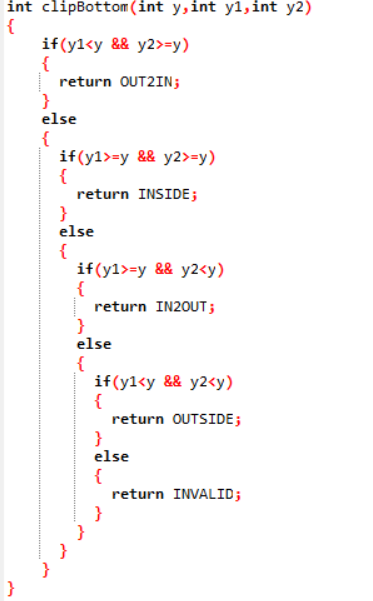 int clipBottom(int y,int y1,int y2)
{
if(y1<y && y2>=y)
{
return OUT2IN;
}
else
{
if(y1>=y && y2>=y)
{
return INSIDE;
}
else
{
if(y1>=y && y2<y)
{
return IN2OUT;
}
else
{
if(y1<y && y2<y)
{
return OUTSIDE;
}
else
{
return INVALID;
}
}
}
}
}